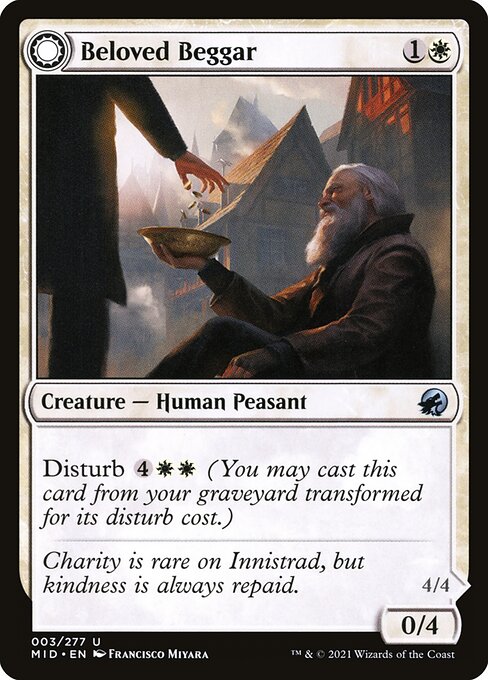 Beloved Beggar 1
Creature — Human Peasant
Disturb 4 (You may cast this
card from your graveyard transformed
for its disturb cost.)
Charity is rare on Innistrad, but
kindness is always repaid.
4/4
0/4
003/277 U
MID • EN Francisco Miyara ™ & © 2021 Wizards of the Coast